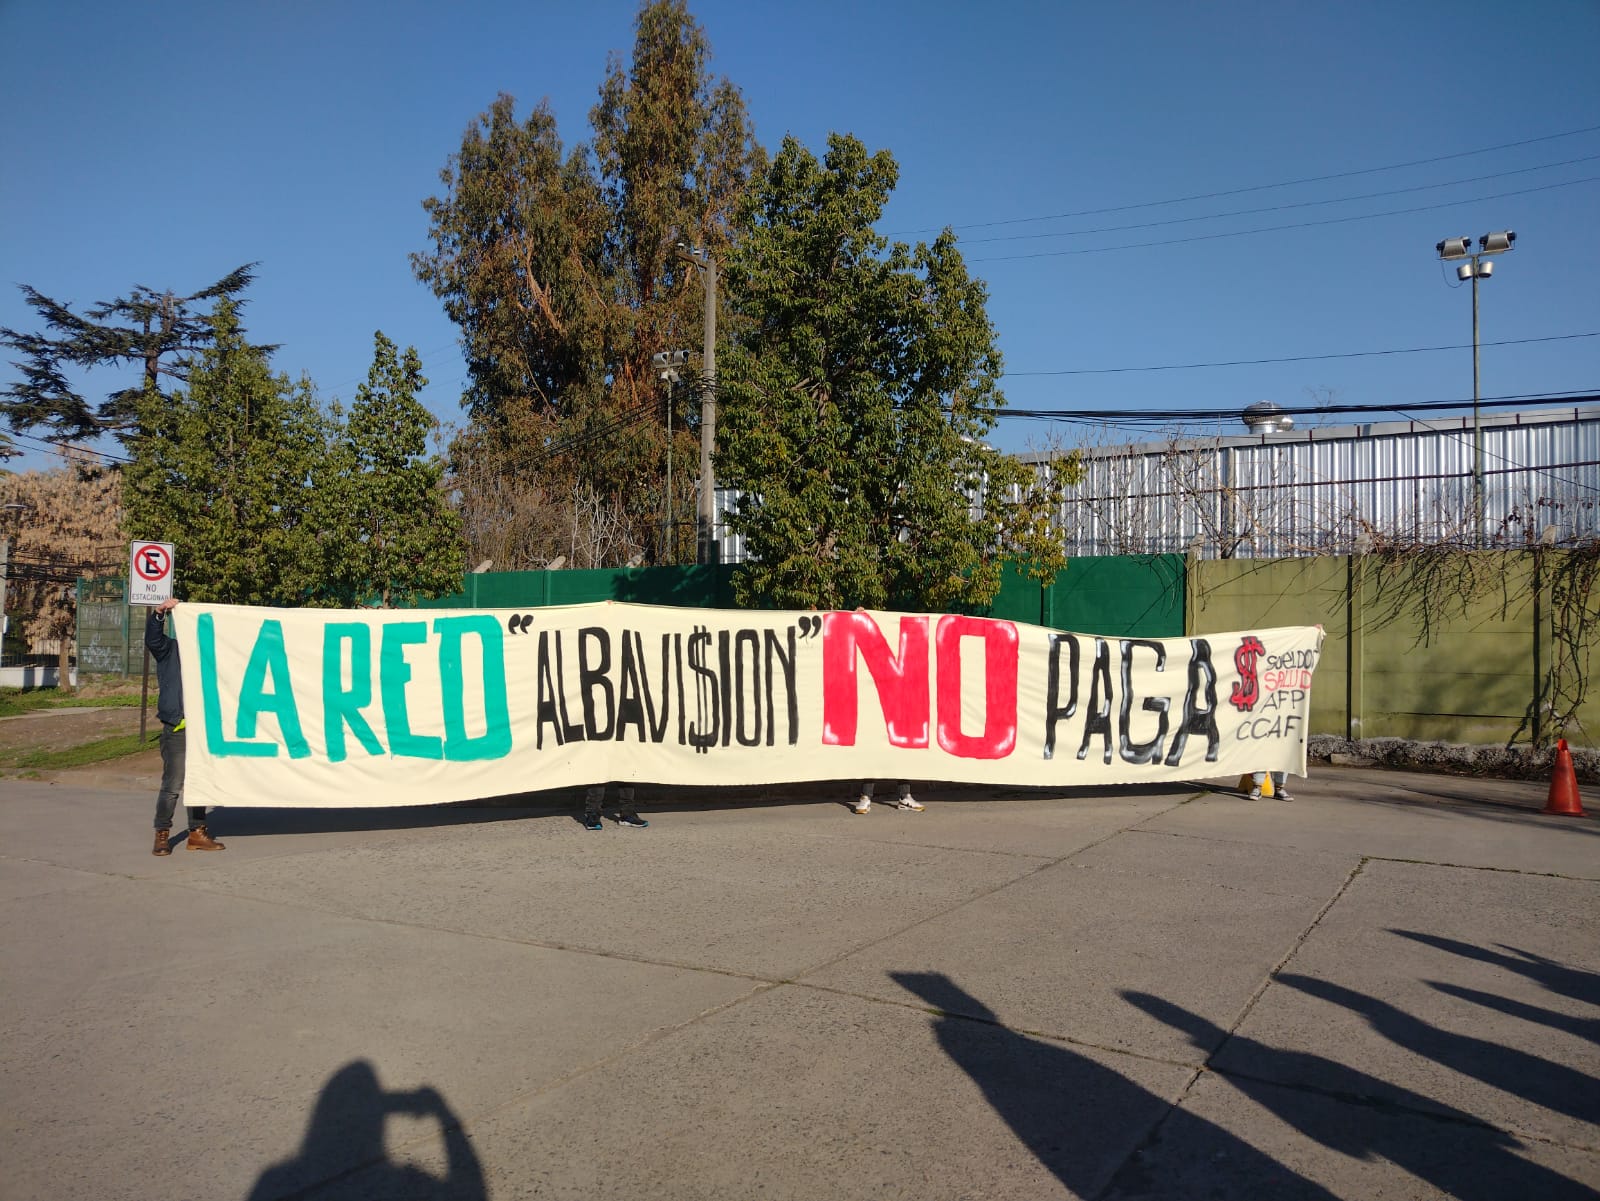 E
NO
ESTACIONAR
LA RED "ALBAVI$ION" NO PAGA $
SUELDOS
SALUD
AFP
CCAF.